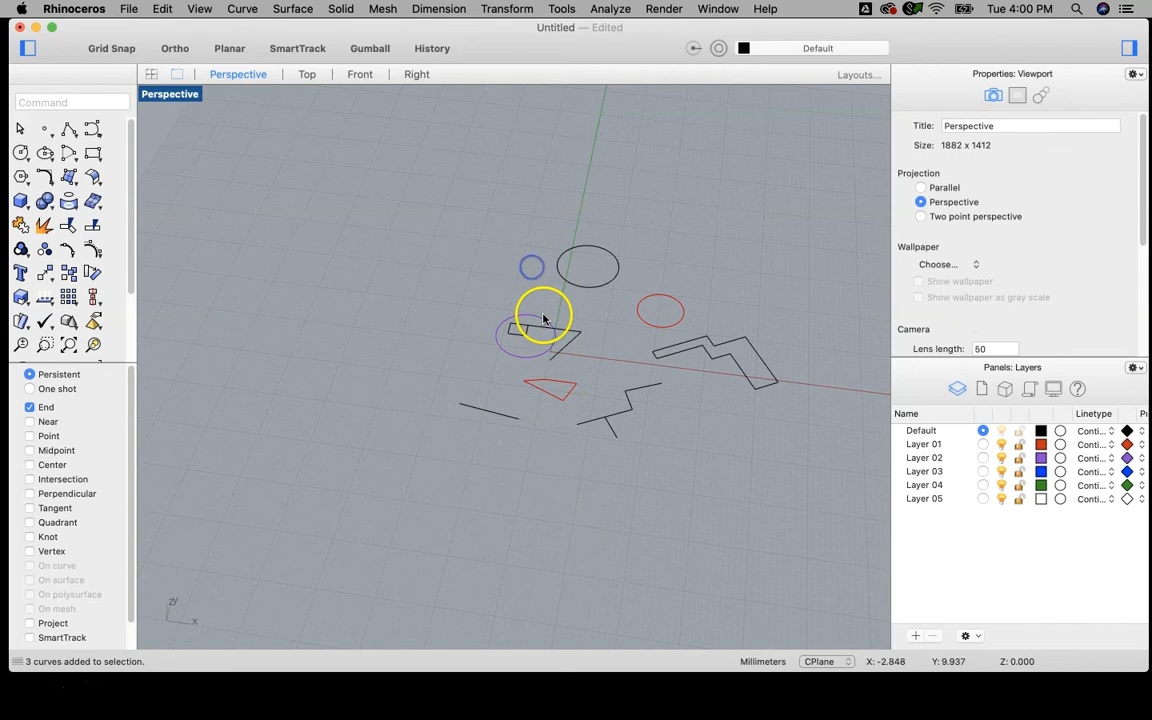 Rhinoceros File Edit View Curve Surface Solid Mesh Dimension Transform Tools Analyze Render Window Help Tue 4:00 PM
Untitled — Edited
Grid Snap Ortho Planar SmartTrack Gumball History Default
Perspective Top Front Right Layouts...
Properties: Viewport
Perspective
Command
Title: Perspective
Size: 1882 x 1412
Projection
Parallel
Perspective
Two point perspective
Wallpaper
Choose...
Show wallpaper
Show wallpaper as gray scale
Camera
Lens length: 50
Panels: Layers
Name Linetype
Default Conti...
Layer 01 Conti...
Layer 02 Conti...
Layer 03 Conti...
Layer 04 Conti...
Layer 05 Conti...
Persistent
One shot
End
Near
Point
Midpoint
Center
Intersection
Perpendicular
Tangent
Quadrant
Knot
Vertex
On curve
On surface
On polysurface
On mesh
Project
SmartTrack
zy
x
3 curves added to selection. Millimeters CPlane X: -2.848 Y: 9.937 Z: 0.000